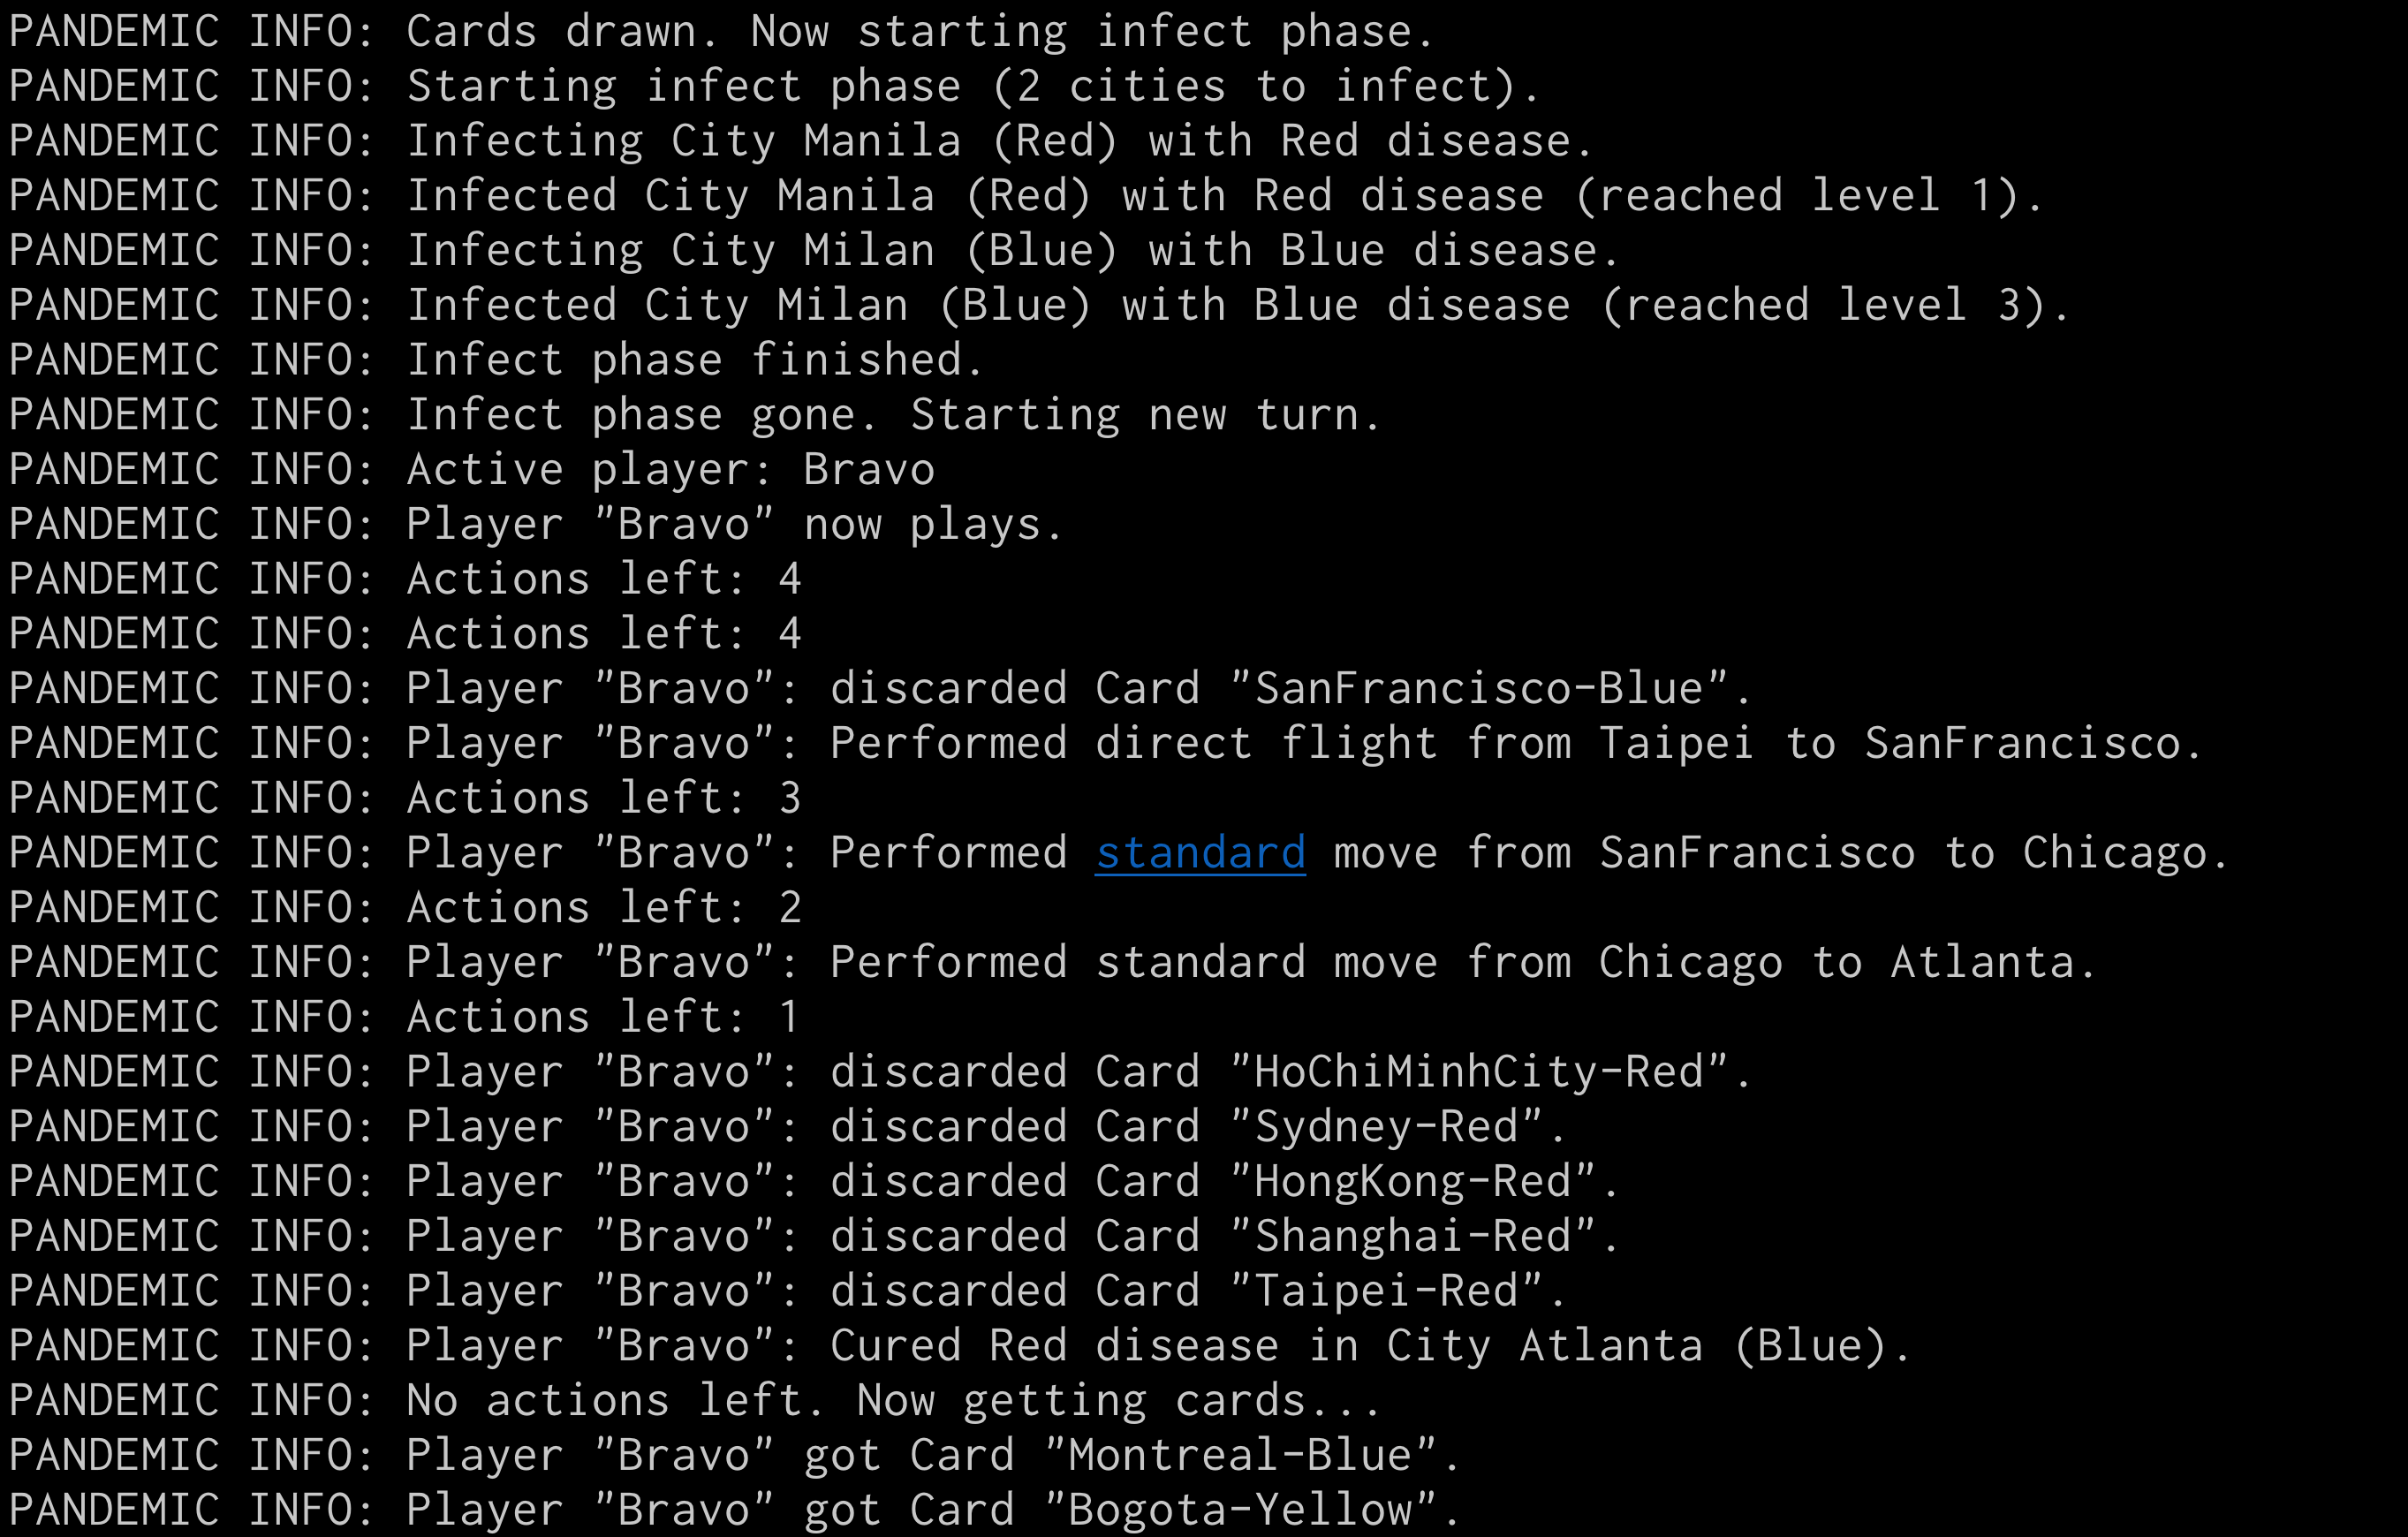 PANDEMIC INFO: Cards drawn. Now starting infect phase.
PANDEMIC INFO: Starting infect phase (2 cities to infect).
PANDEMIC INFO: Infecting City Manila (Red) with Red disease.
PANDEMIC INFO: Infected City Manila (Red) with Red disease (reached level 1).
PANDEMIC INFO: Infecting City Milan (Blue) with Blue disease.
PANDEMIC INFO: Infected City Milan (Blue) with Blue disease (reached level 3).
PANDEMIC INFO: Infect phase finished.
PANDEMIC INFO: Infect phase gone. Starting new turn.
PANDEMIC INFO: Active player: Bravo
PANDEMIC INFO: Player "Bravo" now plays.
PANDEMIC INFO: Actions left: 4
PANDEMIC INFO: Actions left: 4
PANDEMIC INFO: Player "Bravo": discarded Card "SanFrancisco-Blue".
PANDEMIC INFO: Player "Bravo": Performed direct flight from Taipei to SanFrancisco.
PANDEMIC INFO: Actions left: 3
PANDEMIC INFO: Player "Bravo": Performed standard move from SanFrancisco to Chicago.
PANDEMIC INFO: Actions left: 2
PANDEMIC INFO: Player "Bravo": Performed standard move from Chicago to Atlanta.
PANDEMIC INFO: Actions left: 1
PANDEMIC INFO: Player "Bravo": discarded Card "HoChiMinhCity-Red".
PANDEMIC INFO: Player "Bravo": discarded Card "Sydney-Red".
PANDEMIC INFO: Player "Bravo": discarded Card "HongKong-Red".
PANDEMIC INFO: Player "Bravo": discarded Card "Shanghai-Red".
PANDEMIC INFO: Player "Bravo": discarded Card "Taipei-Red".
PANDEMIC INFO: Player "Bravo": Cured Red disease in City Atlanta (Blue).
PANDEMIC INFO: No actions left. Now getting cards...
PANDEMIC INFO: Player "Bravo" got Card "Montreal-Blue".
PANDEMIC INFO: Player "Bravo" got Card "Bogota-Yellow".